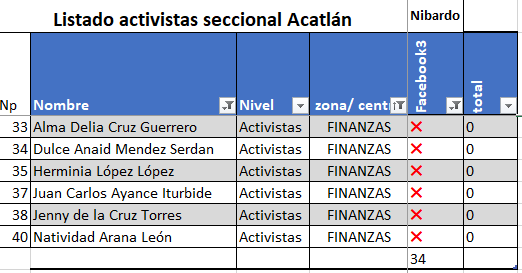 Listado activistas seccional Acatlán Nibardo
Np Nombre Nivel zona/ centr Facebook3 total
33 Alma Delia Cruz Guerrero Activistas FINANZAS ❌ 0
34 Dulce Anaid Mendez Serdan Activistas FINANZAS ❌ 0
35 Herminia López López Activistas FINANZAS ❌ 0
37 Juan Carlos Ayance Iturbide Activistas FINANZAS ❌ 0
38 Jenny de la Cruz Torres Activistas FINANZAS ❌ 0
40 Natividad Arana León Activistas FINANZAS ❌ 0
34